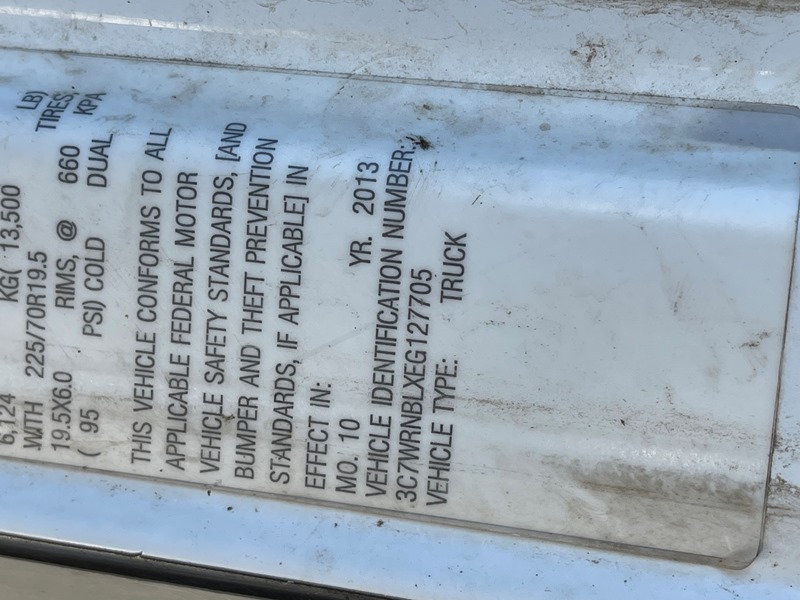 6,124 KG( 13,500 LB)
WITH 225/70R19.5 TIRES,
19.5X6.0 RIMS, @ 660 KPA
( 95 PSI) COLD DUAL
THIS VEHICLE CONFORMS TO ALL
APPLICABLE FEDERAL MOTOR
VEHICLE SAFETY STANDARDS, [AND
BUMPER AND THEFT PREVENTION
STANDARDS, IF APPLICABLE] IN
EFFECT IN:
MO. 10 YR. 2013
VEHICLE IDENTIFICATION NUMBER:
3C7WRNBLXEG127705
VEHICLE TYPE: TRUCK